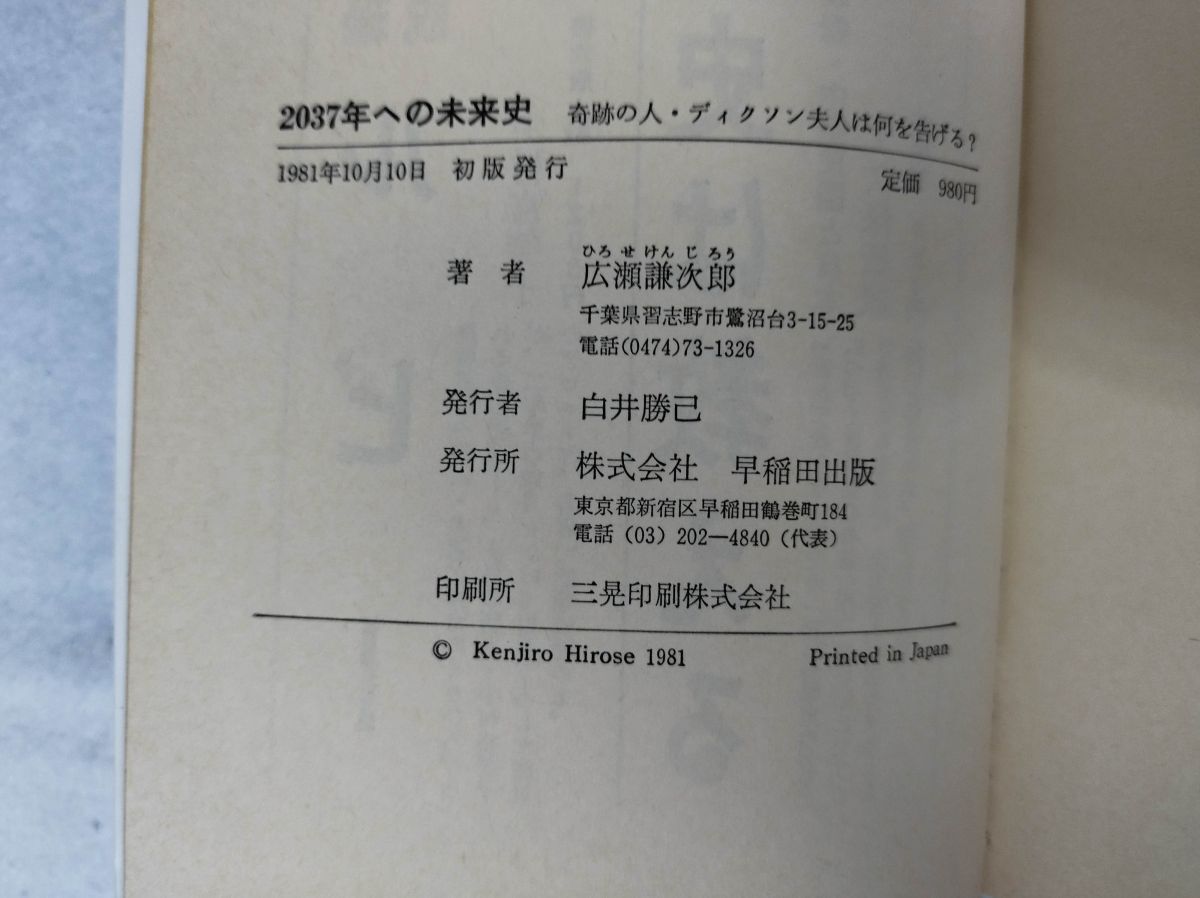 2037年への未来史 奇跡の人・ディクソン夫人は何を告げる?
1981年10月10日 初版発行 定価 980円
ひろせけんじろう
著者 広瀬謙次郎
千葉県習志野市鷺沼台3-15-25
電話(0474)73-1326
発行者 白井勝己
発行所 株式会社 早稲田出版
東京都新宿区早稲田鶴巻町184
電話(03)202―4840(代表)
印刷所 三晃印刷株式会社
© Kenjiro Hirose 1981 Printed in Japan